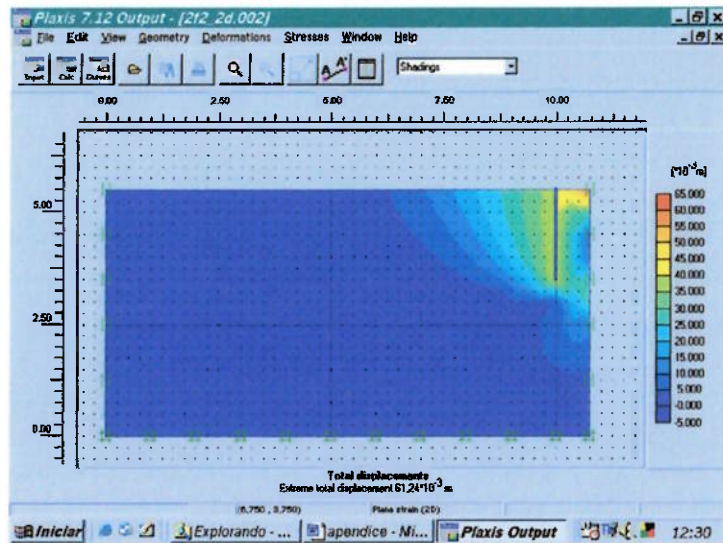 Plaxis 7.12 Output - [2f2_2d.002]
File Edit View Geometry Deformations Stresses Window Help
Input Calc Curves Shadings
0.00 2.50 5.00 7.50 10.00
[*10⁻³ m]
65.000
60.000
55.000
50.000
45.000
40.000
35.000
30.000
25.000
20.000
15.000
10.000
5.000
-0.000
-5.000
5.00
2.50
0.00
Total displacements
Extreme total displacement 61,24*10⁻³ m
(6,750 , 3,750) Plane strain (2D)
Iniciar Explorando - ... apendice - Mi... Plaxis Output 12:30